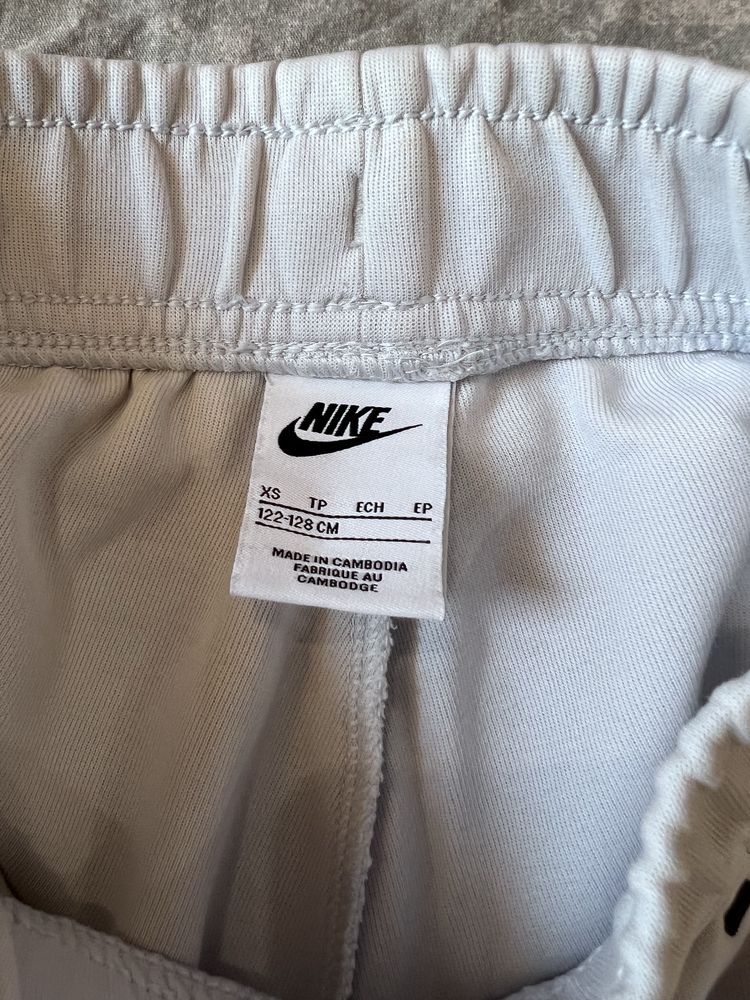 NIKE
XS TP ECH EP
122-128 CM
MADE IN CAMBODIA
FABRIQUE AU
CAMBODGE